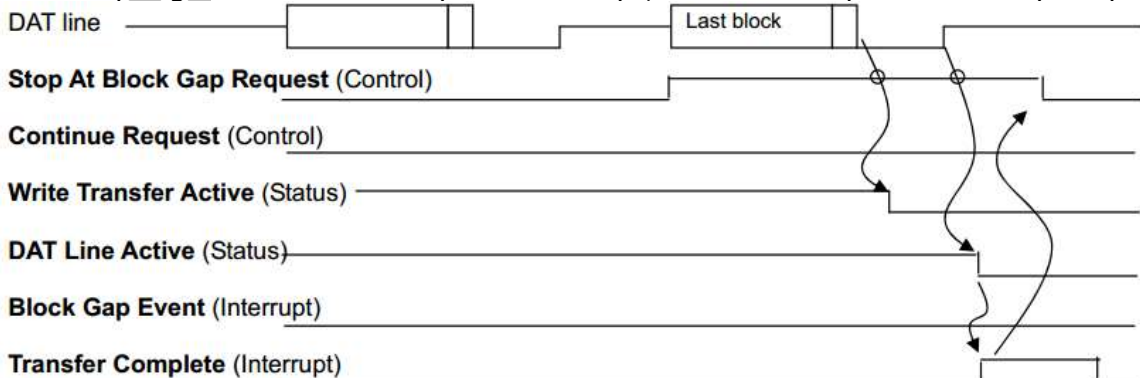 DAT line
Last block
Stop At Block Gap Request (Control)
Continue Request (Control)
Write Transfer Active (Status)
DAT Line Active (Status)
Block Gap Event (Interrupt)
Transfer Complete (Interrupt)